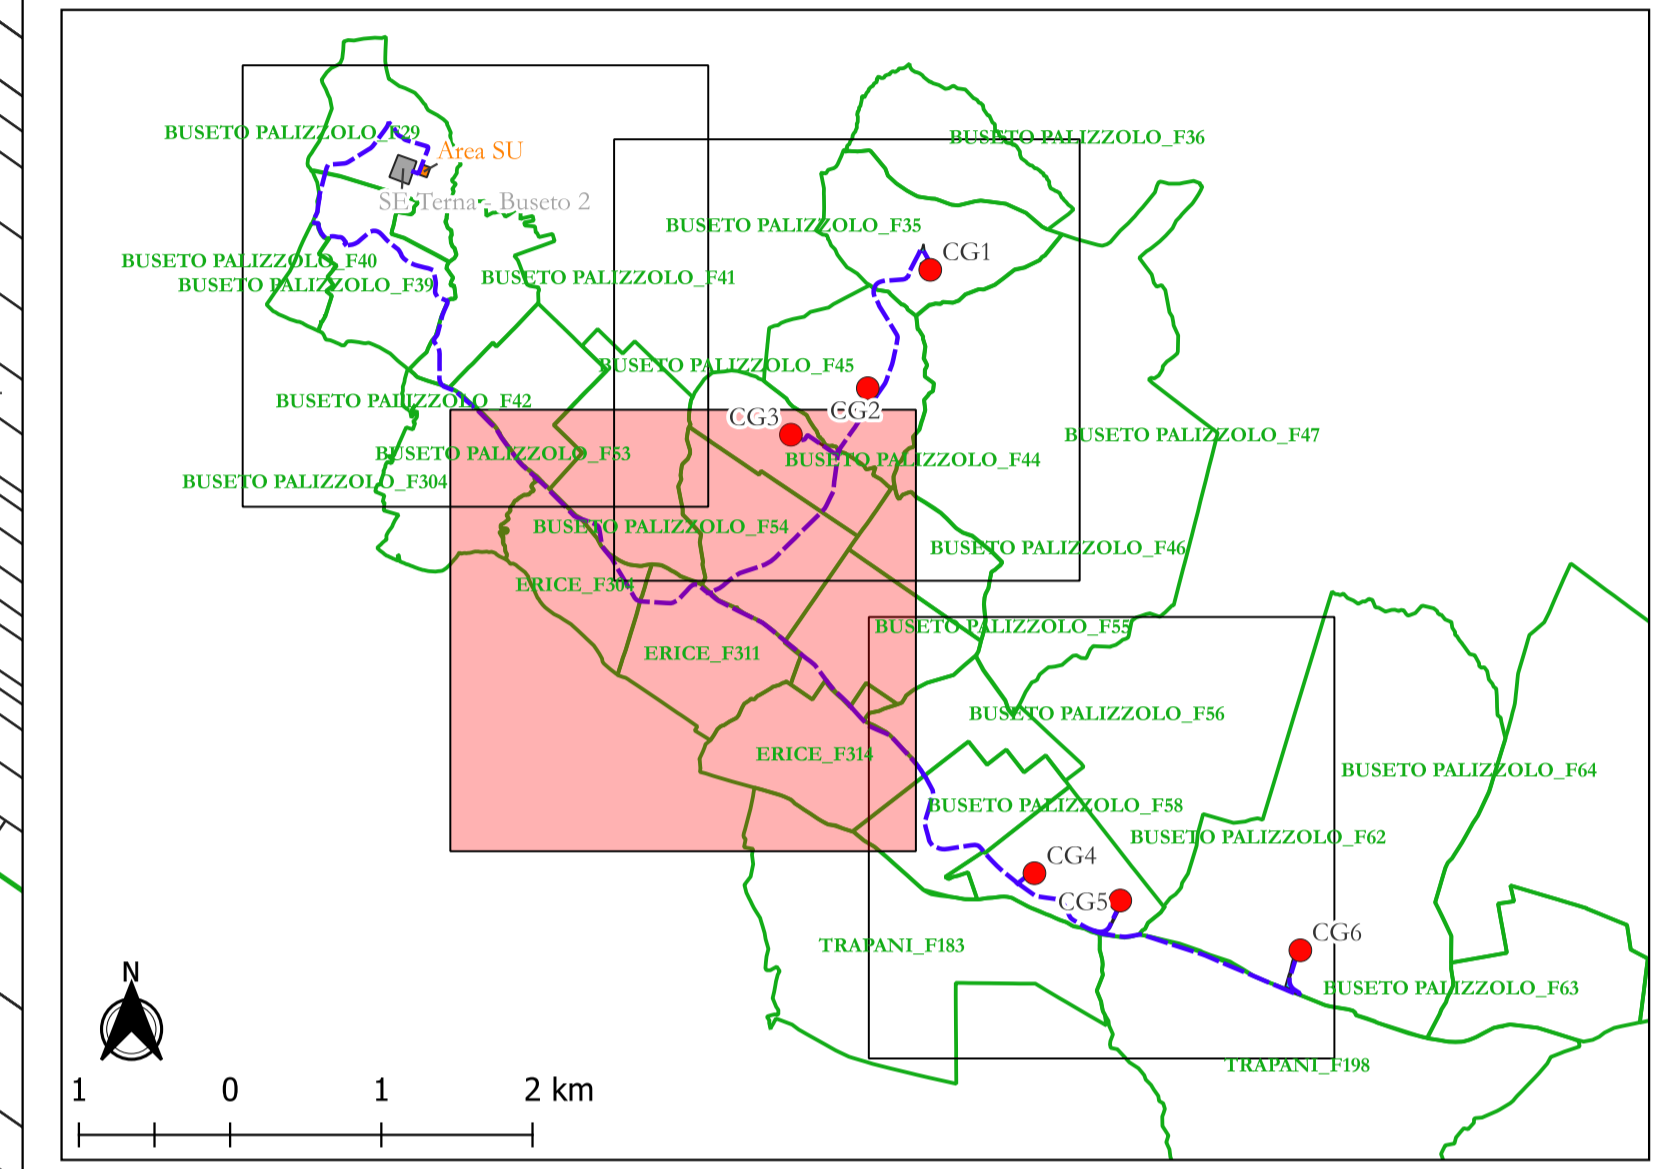 BUSETO PALIZZOLO_F29
BUSETO PALIZZOLO_F36
Area SU
SE Terna - Buseto 2
BUSETO PALIZZOLO_F35
CG1
BUSETO PALIZZOLO_F40
BUSETO PALIZZOLO_F41
BUSETO PALIZZOLO_F39
BUSETO PALIZZOLO_F45
BUSETO PALIZZOLO_F42
CG2
CG3
BUSETO PALIZZOLO_F47
BUSETO PALIZZOLO_F53
BUSETO PALIZZOLO_F44
BUSETO PALIZZOLO_F304
BUSETO PALIZZOLO_F54
BUSETO PALIZZOLO_F46
ERICE_F304
BUSETO PALIZZOLO_F55
ERICE_F311
BUSETO PALIZZOLO_F56
ERICE_F314
BUSETO PALIZZOLO_F64
BUSETO PALIZZOLO_F58
BUSETO PALIZZOLO_F62
CG4
CG5
CG6
TRAPANI_F183
N
BUSETO PALIZZOLO_F63
TRAPANI_F198
1 0 1 2 km